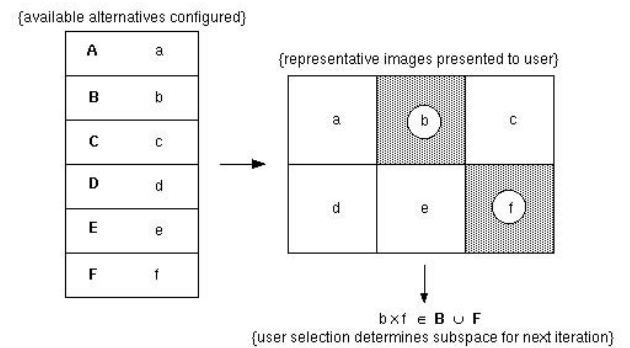 {available alternatives configured}
A a
B b
C c
D d
E e
F f
{representative images presented to user}
a b c
d e f
b x f ∈ B ∪ F
{user selection determines subspace for next iteration}